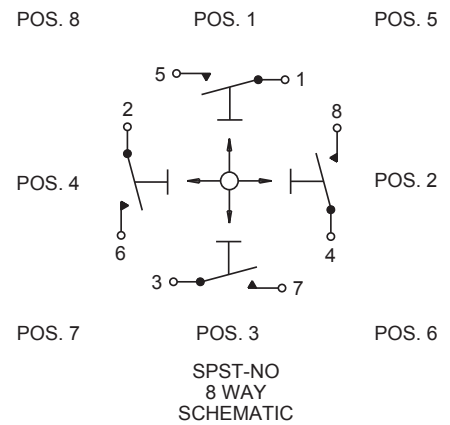 POS. 8 POS. 1 POS. 5
5 1
2 8
POS. 4 POS. 2
6 4
3 7
POS. 7 POS. 3 POS. 6
SPST-NO
8 WAY
SCHEMATIC